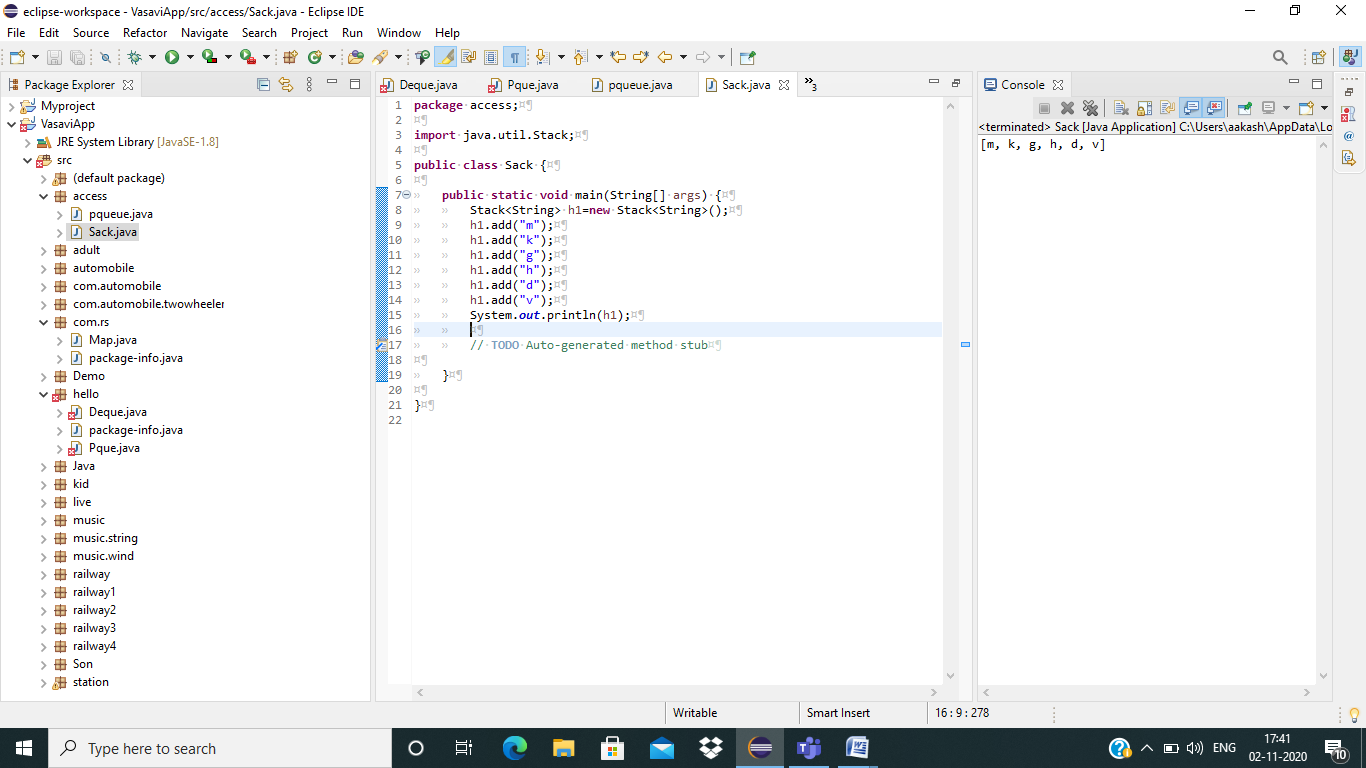 eclipse-workspace - VasaviApp/src/access/Sack.java - Eclipse IDE
File Edit Source Refactor Navigate Search Project Run Window Help
Package Explorer
Myproject
VasaviApp
JRE System Library [JavaSE-1.8]
src
(default package)
access
pqueue.java
Sack.java
adult
automobile
com.automobile
com.automobile.twowheeler
com.rs
Map.java
package-info.java
Demo
hello
Deque.java
package-info.java
Pque.java
Java
kid
live
music
music.string
music.wind
railway
railway1
railway2
railway3
railway4
Son
station
Deque.java Pque.java pqueue.java Sack.java »3
1 package·access;¤¶
2 ¤¶
3 import·java.util.Stack;¤¶
4 ¤¶
5 public·class·Sack·{¤¶
6 ¤¶
7 » public·static·void·main(String[]·args)·{¤¶
8 » » Stack<String>·h1=new·Stack<String>();¤¶
9 » » h1.add("m");¤¶
10 » » h1.add("k");¤¶
11 » » h1.add("g");¤¶
12 » » h1.add("h");¤¶
13 » » h1.add("d");¤¶
14 » » h1.add("v");¤¶
15 » » System.out.println(h1);¤¶
16 » » ¤¶
17 » » //·TODO·Auto-generated·method·stub¤¶
18 ¤¶
19 » }¤¶
20 ¤¶
21 }¤¶
22
Console
<terminated> Sack [Java Application] C:\Users\aakash\AppData\Lo
[m, k, g, h, d, v]
Writable Smart Insert 16 : 9 : 278
Type here to search
ENG
17:41
02-11-2020
10